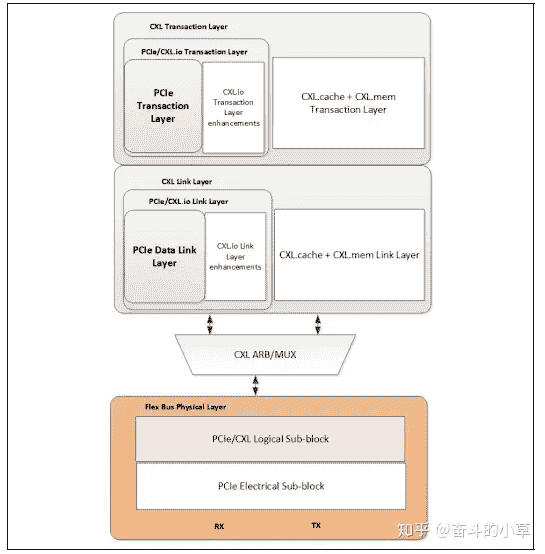 CXL Transaction Layer
PCIe/CXL.io Transaction Layer
PCIe
Transaction
Layer
CXL.io
Transaction
Layer
enhancements
CXL.cache + CXL.mem
Transaction Layer
CXL Link Layer
PCIe/CXL.io Link Layer
PCIe Data Link
Layer
CXL.io Link
Layer
enhancements
CXL.cache + CXL.mem Link Layer
CXL ARB/MUX
Flex Bus Physical Layer
PCIe/CXL Logical Sub-block
PCIe Electrical Sub-block
RX
TX
知乎 @奋斗的小草